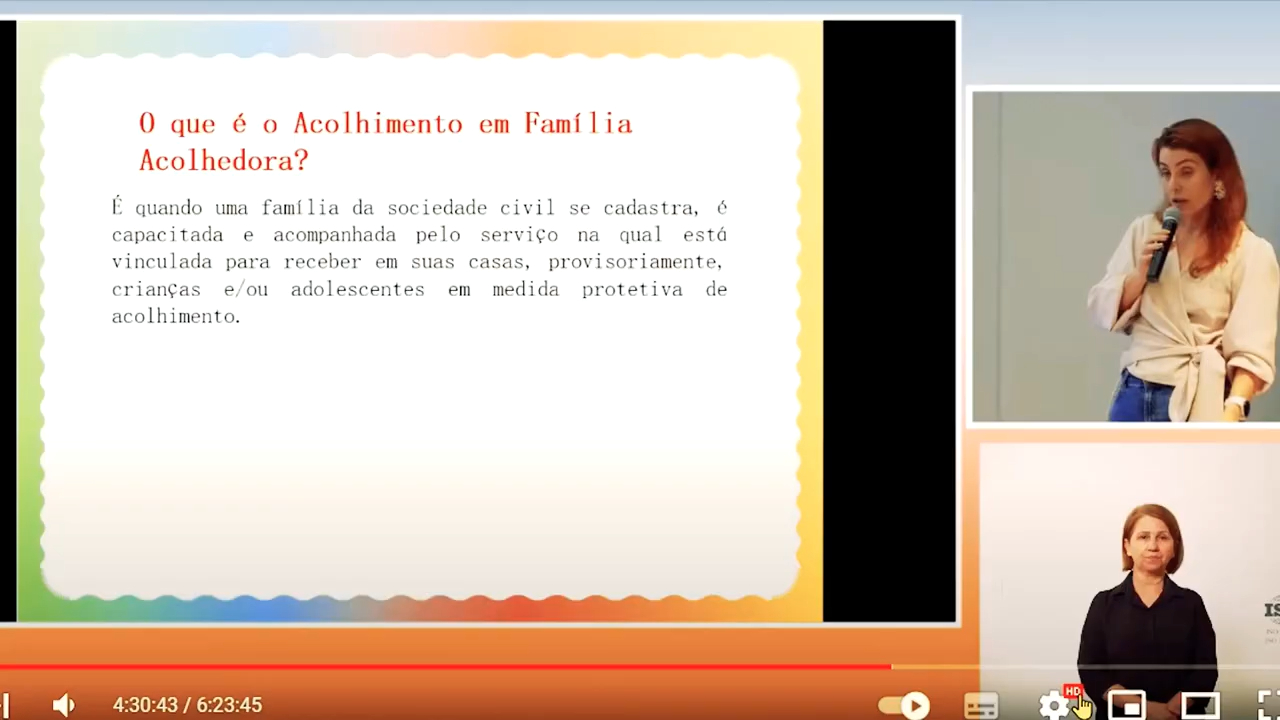 O que é o Acolhimento em Família
Acolhedora?
É quando uma família da sociedade civil se cadastra, é
capacitada e acompanhada pelo serviço na qual está
vinculada para receber em suas casas, provisoriamente,
crianças e/ou adolescentes em medida protetiva de
acolhimento.
4:30:43 / 6:23:45
HD